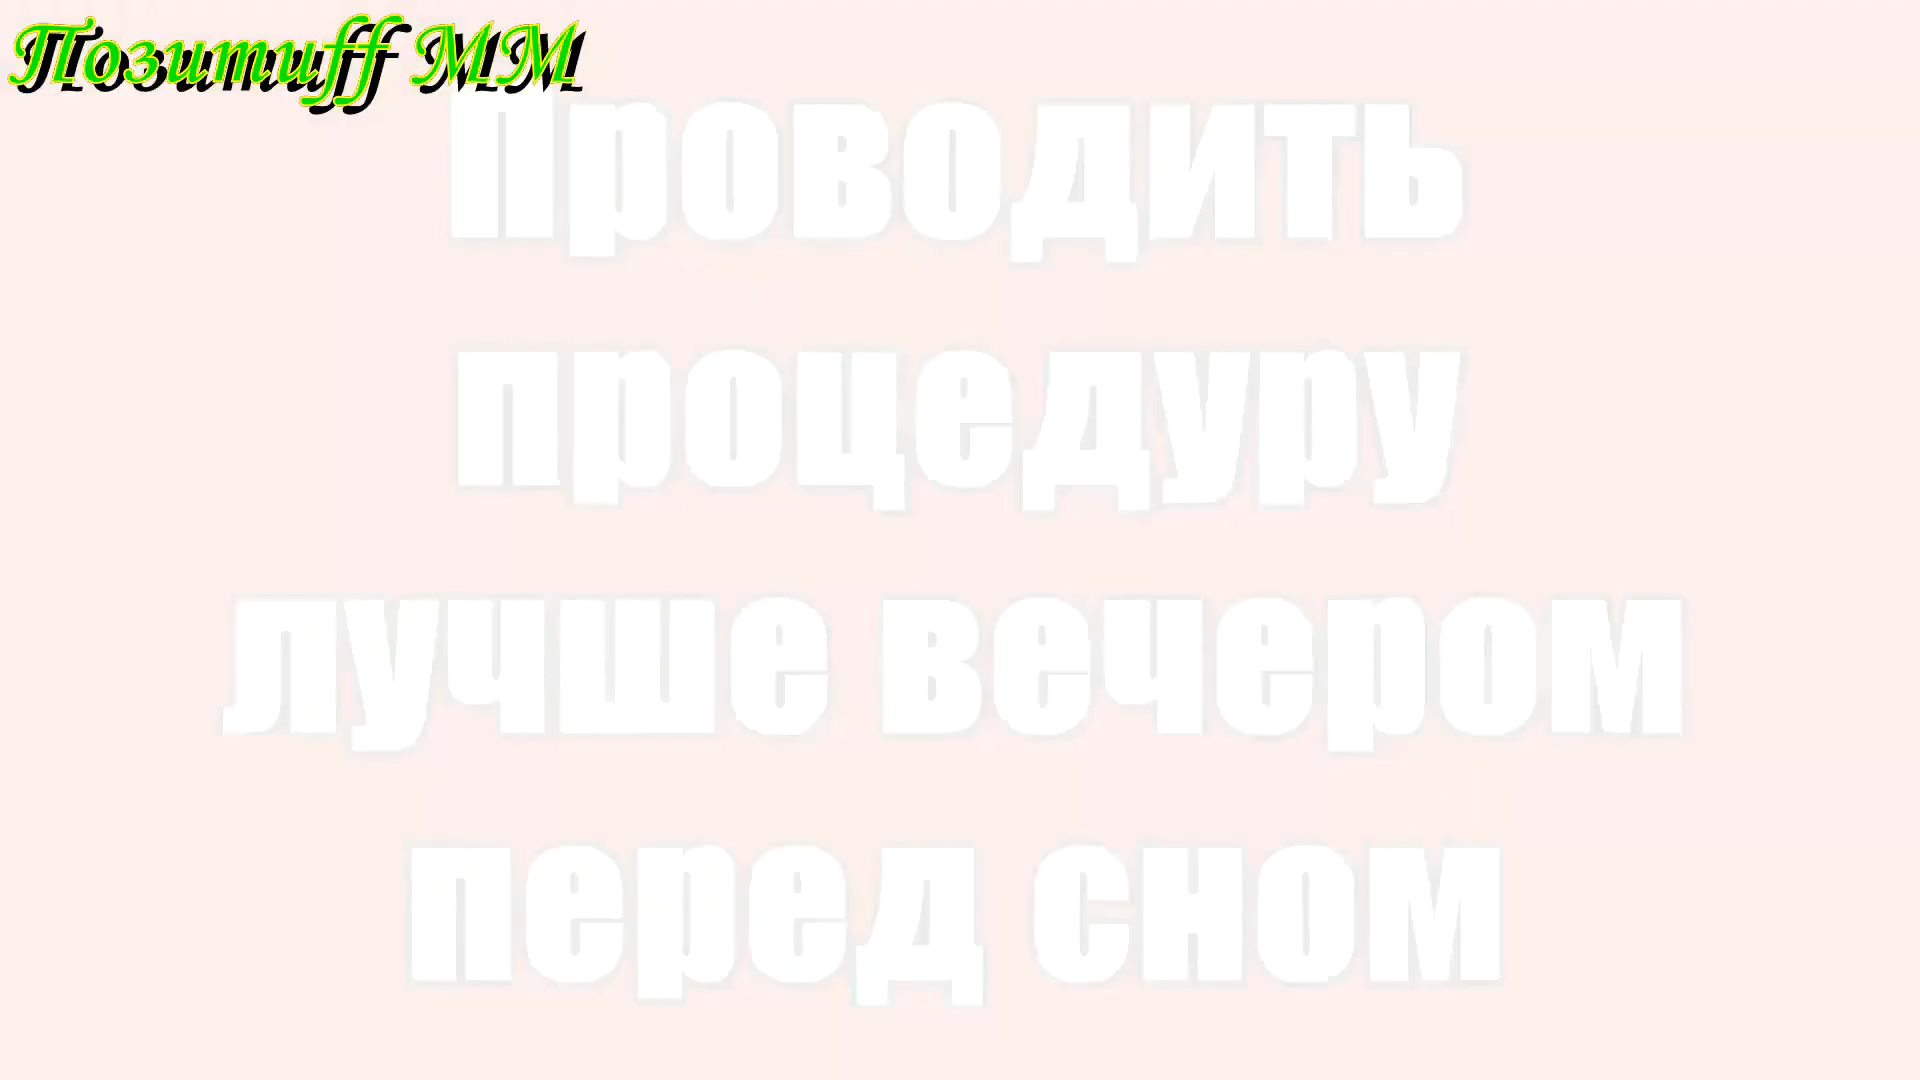 Позитиff ММ
Проводить
процедуру
лучше вечером
перед сном